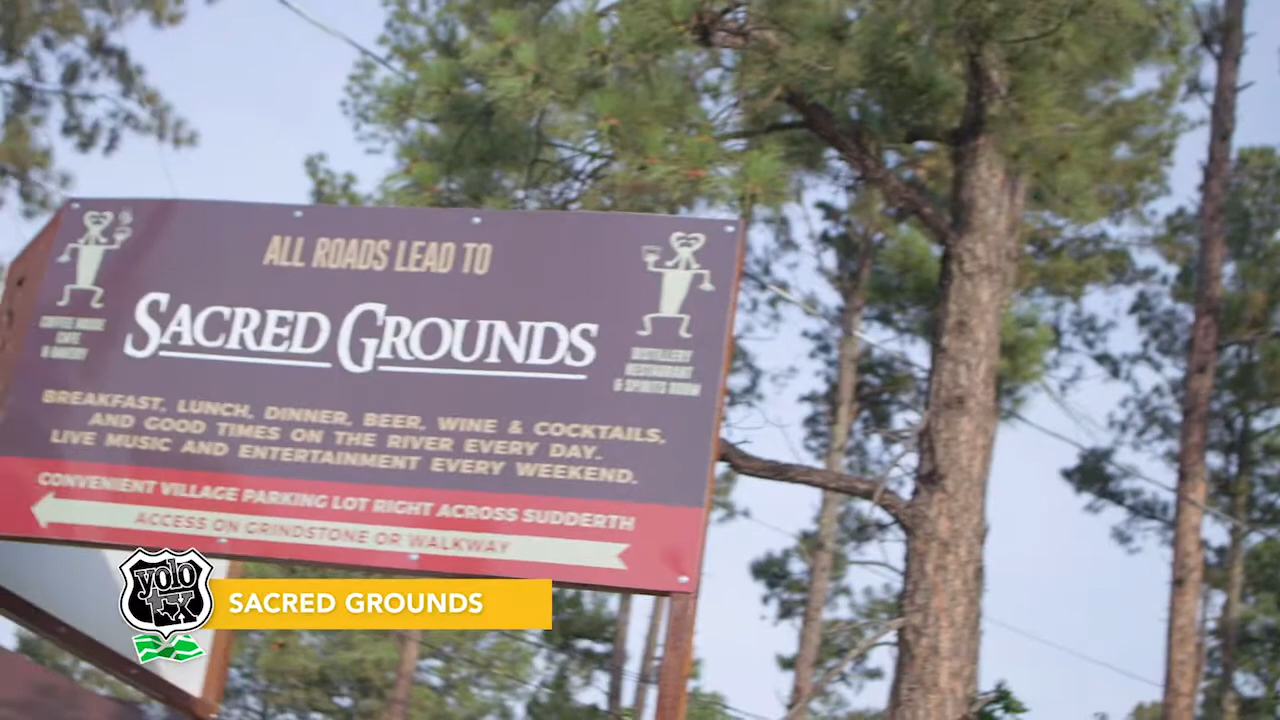 ALL ROADS LEAD TO
SACRED GROUNDS
COFFEE HOUSE
CAFE
& BAKERY
DISTILLERY
RESTAURANT
& SPIRITS ROOM
BREAKFAST, LUNCH, DINNER, BEER, WINE & COCKTAILS,
AND GOOD TIMES ON THE RIVER EVERY DAY.
LIVE MUSIC AND ENTERTAINMENT EVERY WEEKEND.
CONVENIENT VILLAGE PARKING LOT RIGHT ACROSS SUDDERTH
ACCESS ON GRINDSTONE OR WALKWAY
yolo
TX
SACRED GROUNDS